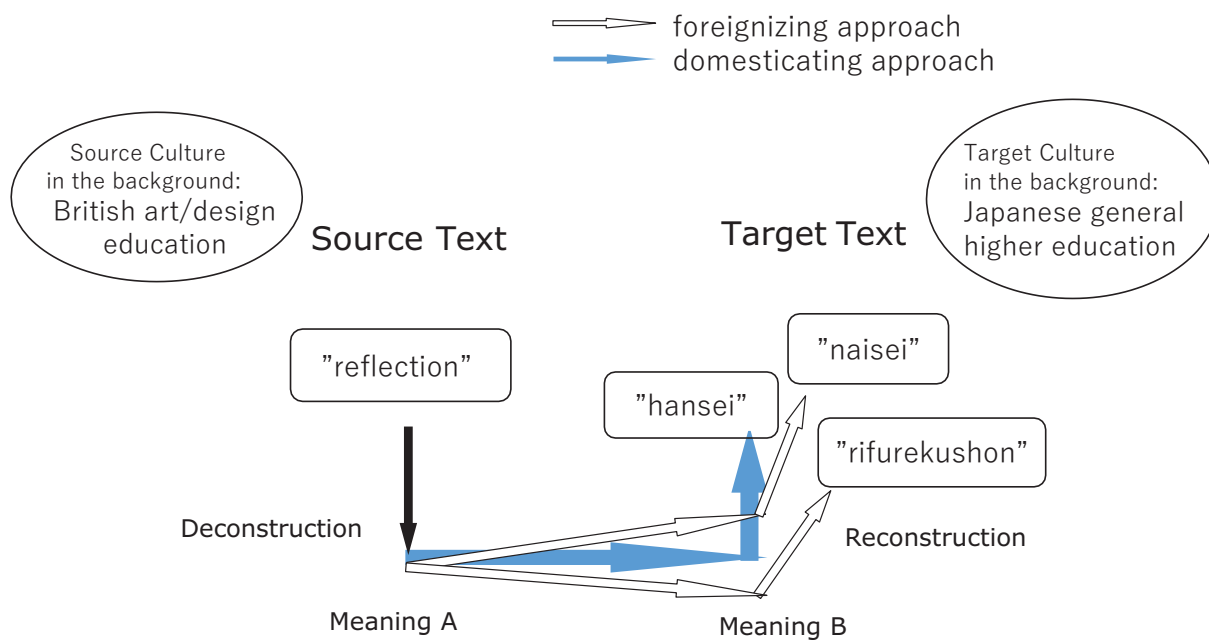 foreignizing approach
domesticating approach
Source Culture
in the background:
British art/design
education
Target Culture
in the background:
Japanese general
higher education
Source Text
Target Text
”reflection”
”naisei”
”hansei”
”rifurekushon”
Deconstruction
Reconstruction
Meaning A
Meaning B